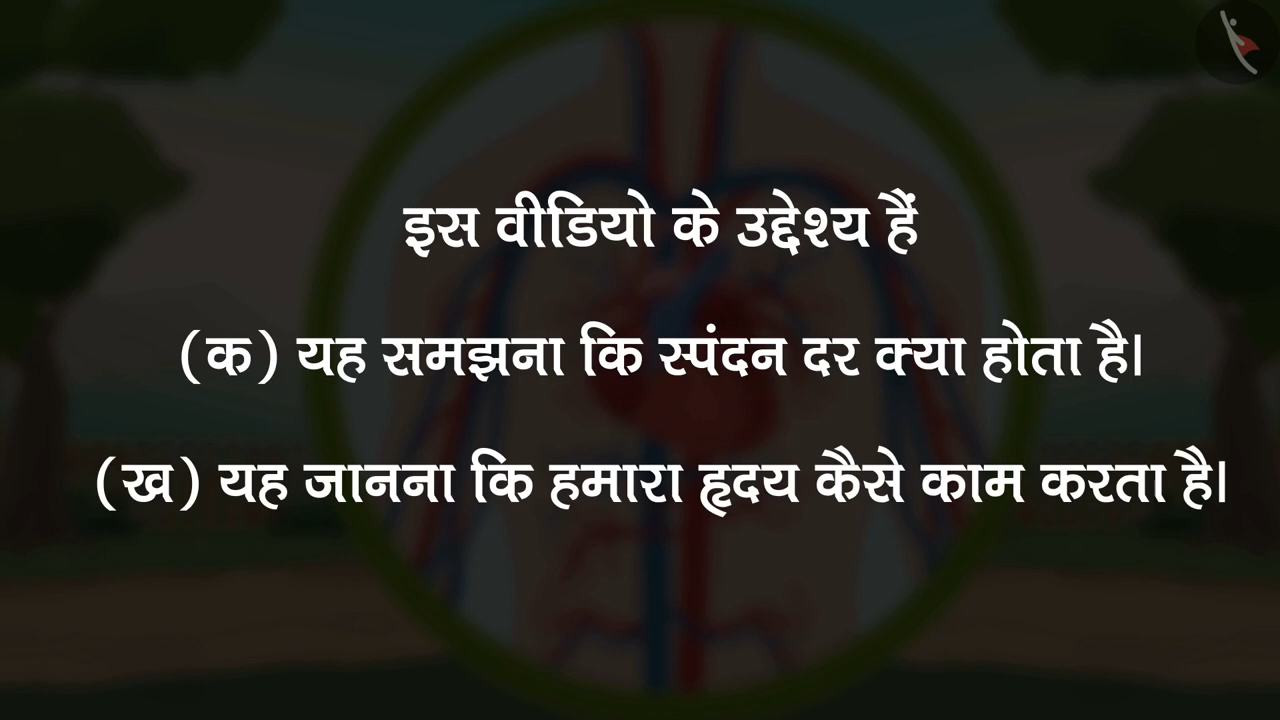 इस वीडियो के उद्देश्य हैं
(क) यह समझना कि स्पंदन दर क्या होता है।
(ख) यह जानना कि हमारा हृदय कैसे काम करता है।